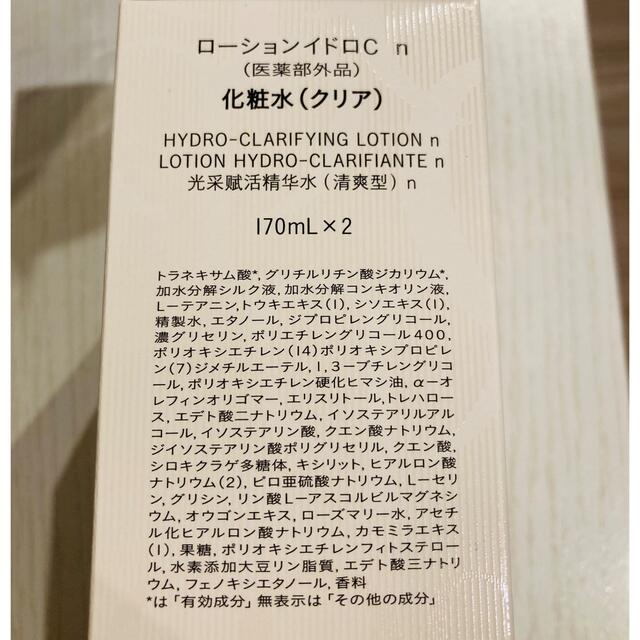 ローションイドロC n
（医薬部外品）
化粧水（クリア）
HYDRO-CLARIFYING LOTION n
LOTION HYDRO-CLARIFIANTE n
光采赋活精华水（清爽型）n
170mL×2
トラネキサム酸*, グリチルリチン酸ジカリウム*,
加水分解シルク液, 加水分解コンキオリン液,
L-テアニン,トウキエキス(1), シソエキス(1),
精製水, エタノール, ジプロピレングリコール,
濃グリセリン, ポリエチレングリコール400,
ポリオキシエチレン(14)ポリオキシプロピレ
ン(7)ジメチルエーテル,1,3-ブチレングリコ
ール, ポリオキシエチレン硬化ヒマシ油, α-オ
レフィンオリゴマー, エリスリトール,トレハロー
ス, エデト酸二ナトリウム, イソステアリルアル
コール, イソステアリン酸, クエン酸ナトリウム,
ジイソステアリン酸ポリグリセリル, クエン酸,
シロキクラゲ多糖体, キシリット, ヒアルロン酸
ナトリウム(2), ピロ亜硫酸ナトリウム, L-セリ
ン, グリシン, リン酸L-アスコルビルマグネシ
ウム, オウゴンエキス, ローズマリー水, アセチ
ル化ヒアルロン酸ナトリウム, カモミラエキス
(1), 果糖, ポリオキシエチレンフィトステロー
ル, 水素添加大豆リン脂質, エデト酸三ナトリ
ウム, フェノキシエタノール, 香料
*は「有効成分」無表示は「その他の成分」